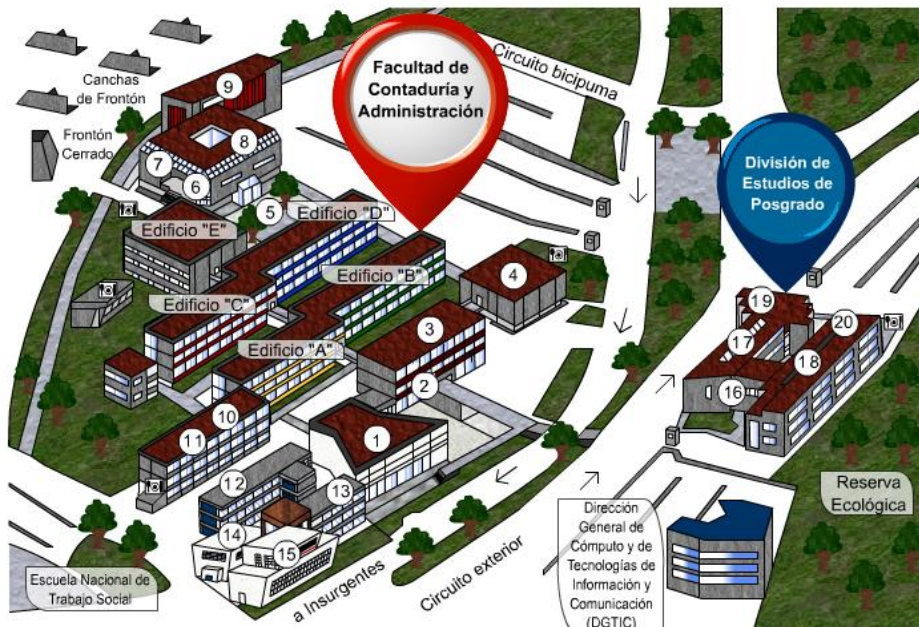 Canchas
de Frontón
Frontón
Cerrado
9
8
7
6
5
Facultad de
Contaduría y
Administración
Circuito bicipuma
División de
Estudios de
Posgrado
Edificio "D"
Edificio "E"
Edificio "B"
Edificio "C"
Edificio "A"
4
3
2
1
10
11
12
13
14
15
19
20
17
18
16
Reserva
Ecológica
Dirección
General de
Cómputo y de
Tecnologías de
Información y
Comunicación
(DGTIC)
Escuela Nacional de
Trabajo Social
a Insurgentes
Circuito exterior